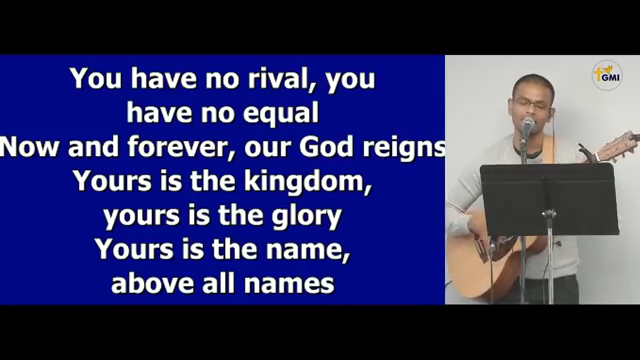 You have no rival, you
have no equal
Now and forever, our God reigns
Yours is the kingdom,
yours is the glory
Yours is the name,
above all names
GMI